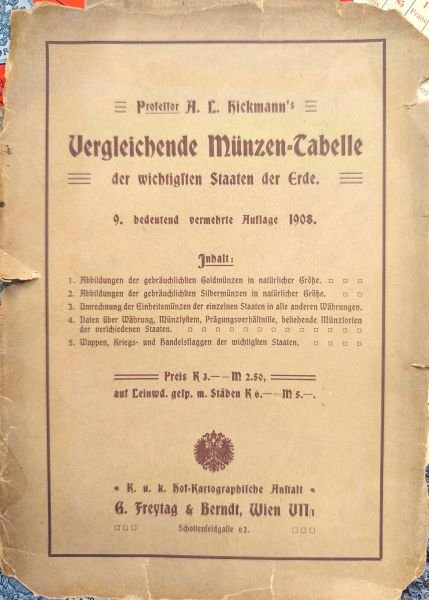 Professor A. L. Hickmann's
Vergleichende Münzen-Tabelle
der wichtigsten Staaten der Erde.
9. bedeutend vermehrte Auflage 1908.
Inhalt:
1. Abbildungen der gebräuchlichsten Goldmünzen in natürlicher Größe.
2. Abbildungen der gebräuchlichsten Silbermünzen in natürlicher Größe.
3. Umrechnung der Einheitsmünzen der einzelnen Staaten in alle anderen Währungen.
4. Daten über Währung, Münzsystem, Prägungsverhältnisse, bestehende Münzsorten
der verschiedenen Staaten.
5. Wappen, Kriegs- und Handelsflaggen der wichtigsten Staaten.
Preis K 3.— = M 2.50,
auf Leinwd. gesp. m. Stäben K 6.— = M 5.—.
K. u. k. Hof-Kartographische Anstalt
G. Freytag & Berndt, Wien VII/1
Schottenfeldgasse 62.